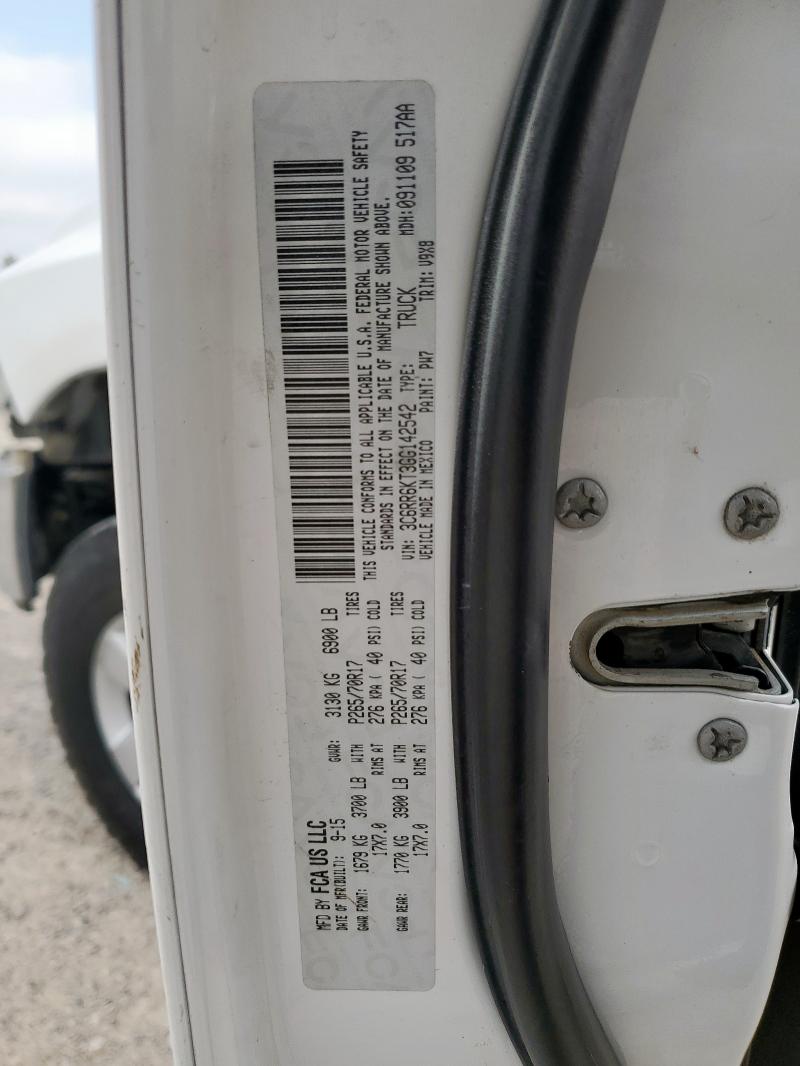 MFD BY FCA US LLC
DATE OF MFR(BUILT): 9-15 GVWR: 3130 KG 6900 LB
GAWR FRONT: 1679 KG 3700 LB WITH P265/70R17 TIRES
17X7.0 RIMS AT 276 KPA ( 40 PSI) COLD
GAWR REAR: 1770 KG 3900 LB WITH P265/70R17 TIRES
17X7.0 RIMS AT 276 KPA ( 40 PSI) COLD
THIS VEHICLE CONFORMS TO ALL APPLICABLE U.S.A. FEDERAL MOTOR VEHICLE SAFETY
STANDARDS IN EFFECT ON THE DATE OF MANUFACTURE SHOWN ABOVE.
VIN: 3C6RR6KT3GG142542 TYPE: TRUCK MDH:091109 517AA
VEHICLE MADE IN MEXICO PAINT: PW7 TRIM: V9X8